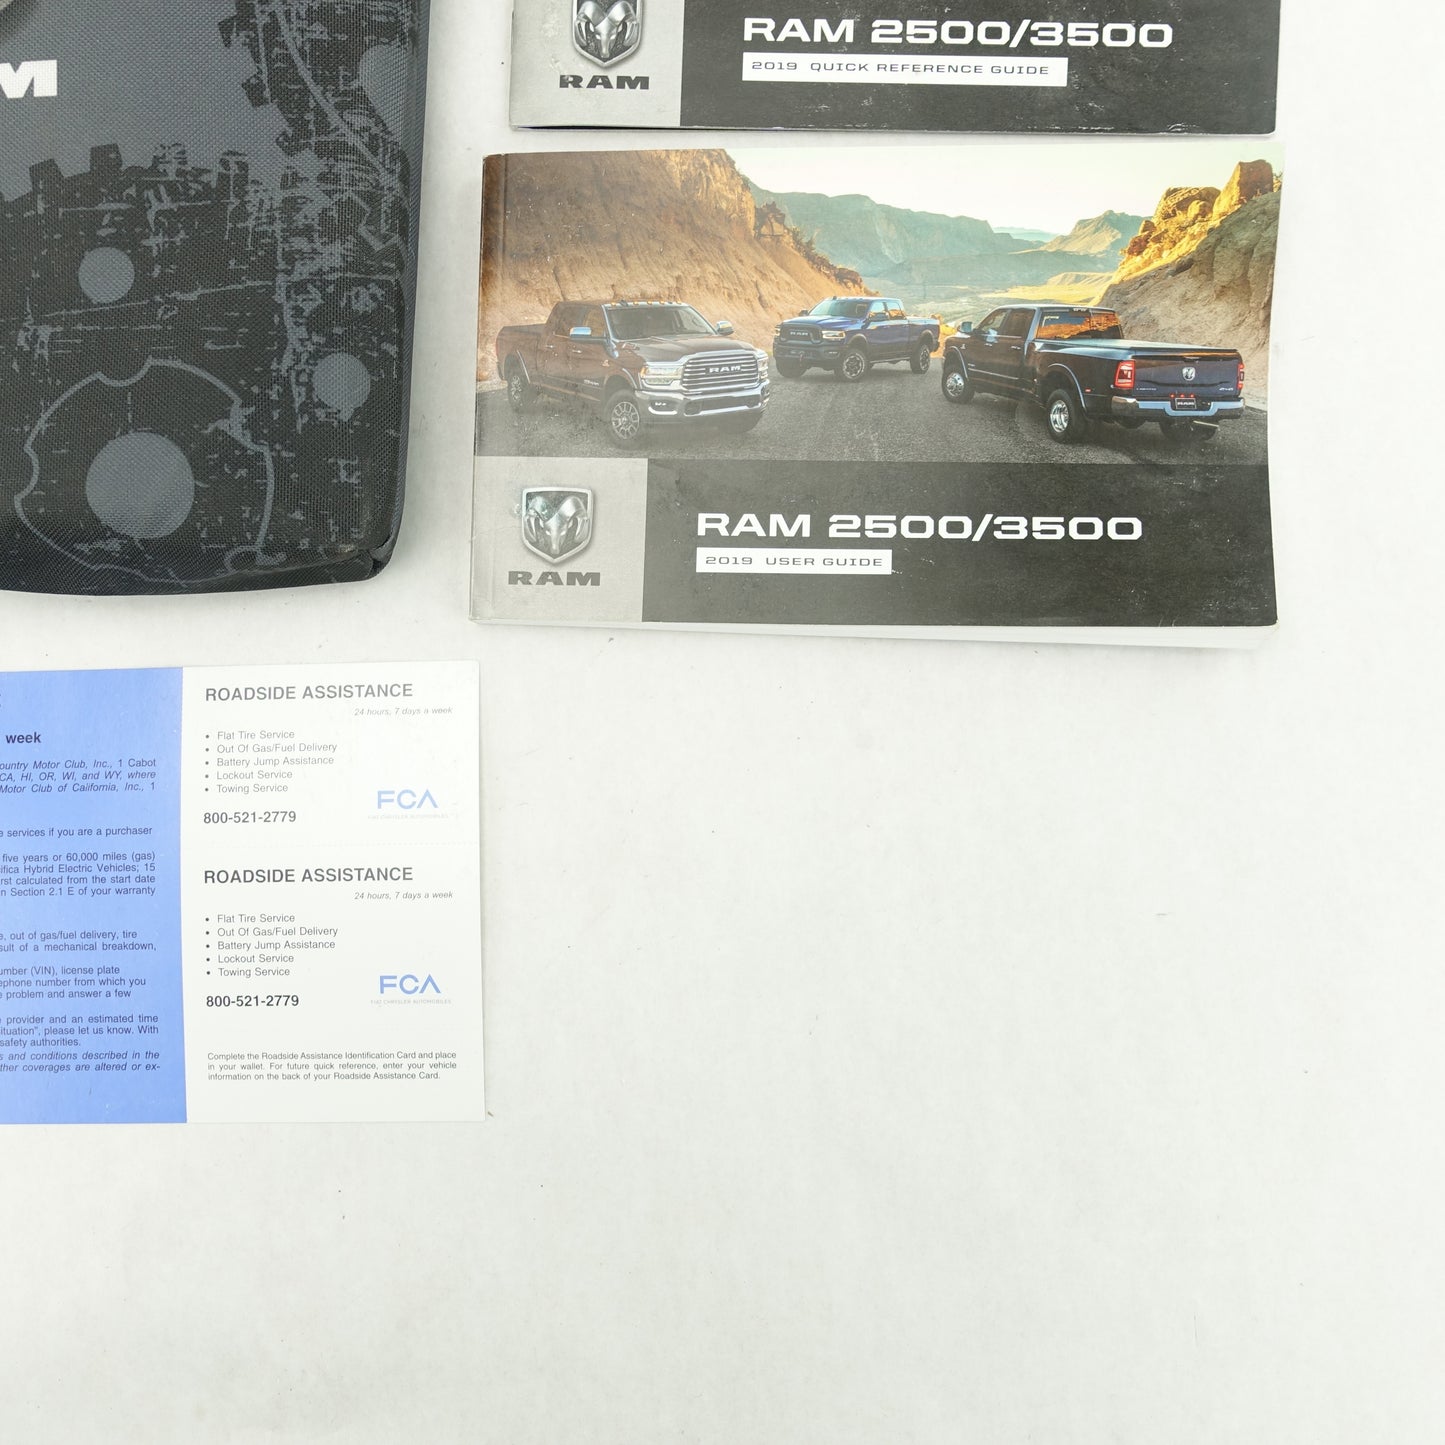 RAM 2500/3500
2019 QUICK REFERENCE GUIDE
RAM
RAM
RAM
RAM 2500/3500
2019 USER GUIDE
RAM
week
ountry Motor Club, Inc., 1 Cabot
CA, HI, OR, WI, and WY, where
Motor Club of California, Inc., 1
e services if you are a purchaser
five years or 60,000 miles (gas)
ifica Hybrid Electric Vehicles; 15
rst calculated from the start date
n Section 2.1 E of your warranty
e, out of gas/fuel delivery, tire
sult of a mechanical breakdown,
umber (VIN), license plate
ephone number from which you
e problem and answer a few
e provider and an estimated time
ituation", please let us know. With
safety authorities.
s and conditions described in the
ther coverages are altered or ex-
ROADSIDE ASSISTANCE
24 hours, 7 days a week
• Flat Tire Service
• Out Of Gas/Fuel Delivery
• Battery Jump Assistance
• Lockout Service
• Towing Service
FCA
FIAT CHRYSLER AUTOMOBILES
800-521-2779
ROADSIDE ASSISTANCE
24 hours, 7 days a week
• Flat Tire Service
• Out Of Gas/Fuel Delivery
• Battery Jump Assistance
• Lockout Service
• Towing Service
FCA
FIAT CHRYSLER AUTOMOBILES
800-521-2779
Complete the Roadside Assistance Identification Card and place
in your wallet. For future quick reference, enter your vehicle
information on the back of your Roadside Assistance Card.